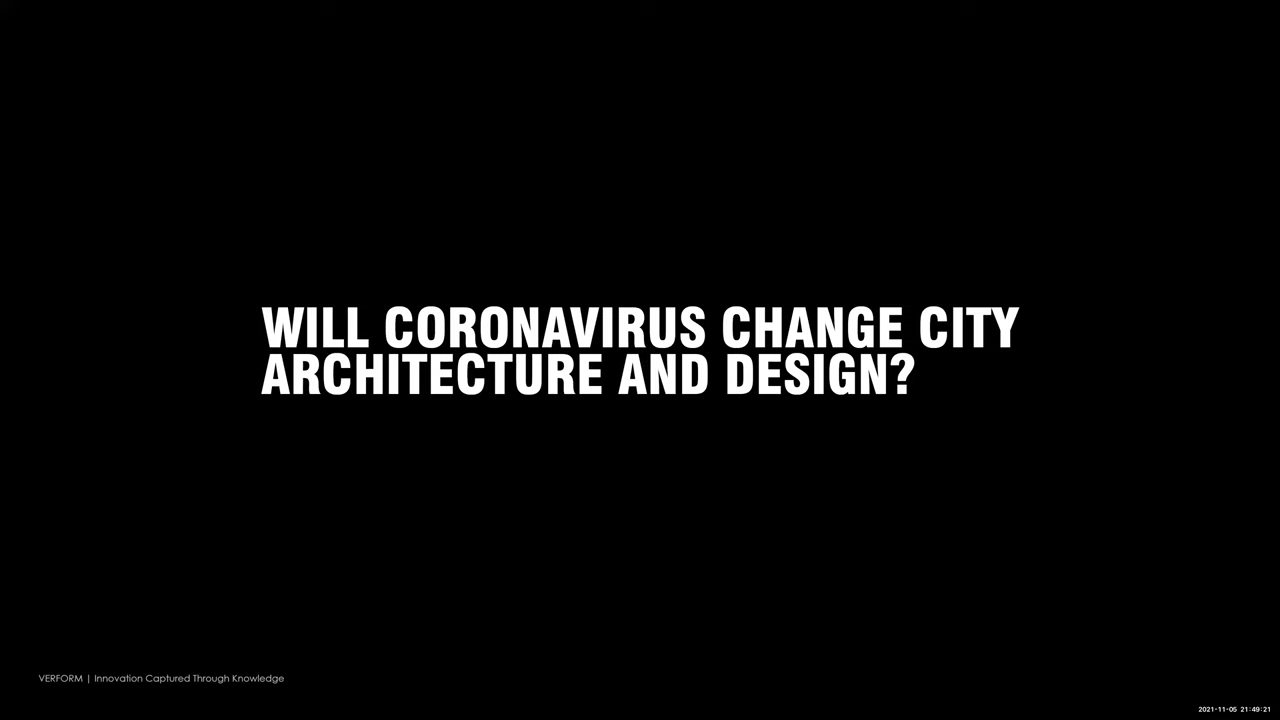 WILL CORONAVIRUS CHANGE CITY
ARCHITECTURE AND DESIGN?
VERFORM | Innovation Captured Through Knowledge
2021-11-05 21:49:21